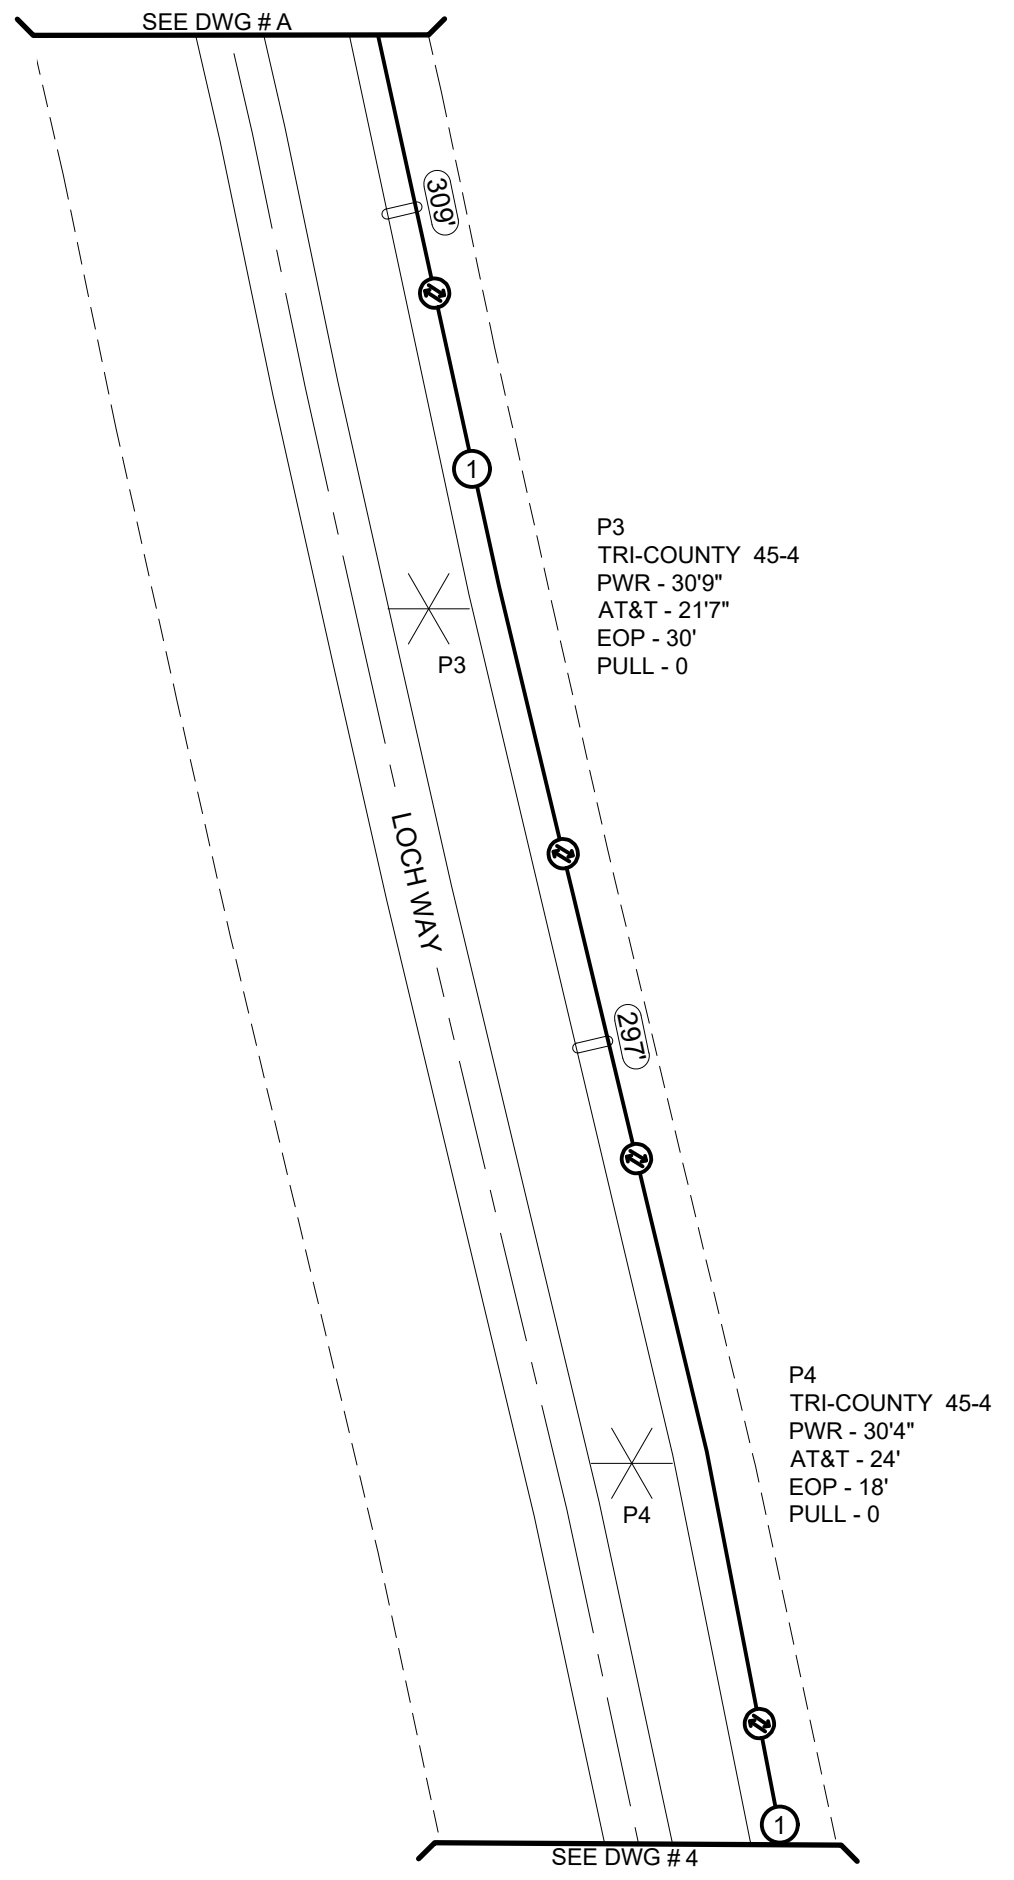 SEE DWG # A
309'
1
P3
TRI-COUNTY 45-4
PWR - 30'9"
AT&T - 21'7"
EOP - 30'
PULL - 0
P3
LOCH WAY
297'
P4
TRI-COUNTY 45-4
PWR - 30'4"
AT&T - 24'
EOP - 18'
PULL - 0
P4
1
SEE DWG # 4